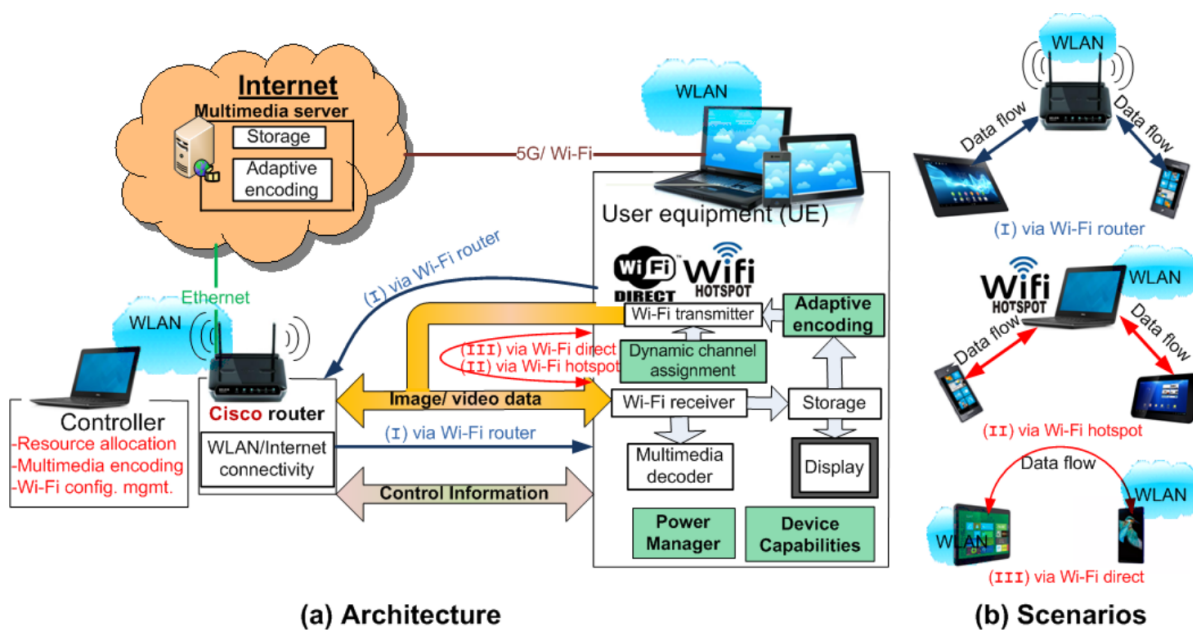 Internet
Multimedia server
Storage
Adaptive
encoding
5G/ Wi-Fi
WLAN
User equipment (UE)
Ethernet
WLAN
(I) via Wi-Fi router
WiFi
DIRECT™
WiFi
HOTSPOT
Wi-Fi transmitter
Adaptive
encoding
(III) via Wi-Fi direct
(II) via Wi-Fi hotspot
Dynamic channel
assignment
Controller
-Resource allocation
-Multimedia encoding
-Wi-Fi config. mgmt.
Cisco router
WLAN/Internet
connectivity
Image/ video data
Wi-Fi receiver
Storage
(I) via Wi-Fi router
Multimedia
decoder
Display
Control Information
Power
Manager
Device
Capabilities
(a) Architecture
WLAN
Data flow
Data flow
(I) via Wi-Fi router
WiFi
HOTSPOT
WLAN
Data flow
Data flow
(II) via Wi-Fi hotspot
Data flow
WLAN
WLAN
(III) via Wi-Fi direct
(b) Scenarios